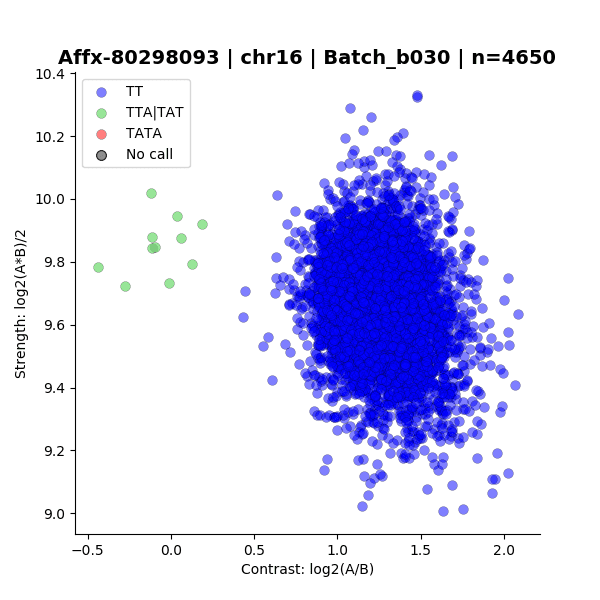 Affx-80298093 | chr16 | Batch_b030 | n=4650
TT
TTA|TAT
TATA
No call
Strength: log2(A*B)/2
10.4
10.2
10.0
9.8
9.6
9.4
9.2
9.0
−0.5 0.0 0.5 1.0 1.5 2.0
Contrast: log2(A/B)